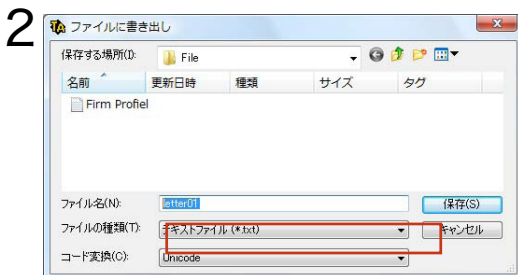 2
ファイルに書き出し
保存する場所(I):
File
名前
更新日時
種類
サイズ
タグ
Firm Profiel
ファイル名(N):
letter01
保存(S)
ファイルの種類(T):
テキストファイル (*.txt)
キャンセル
コード変換(C):
Unicode